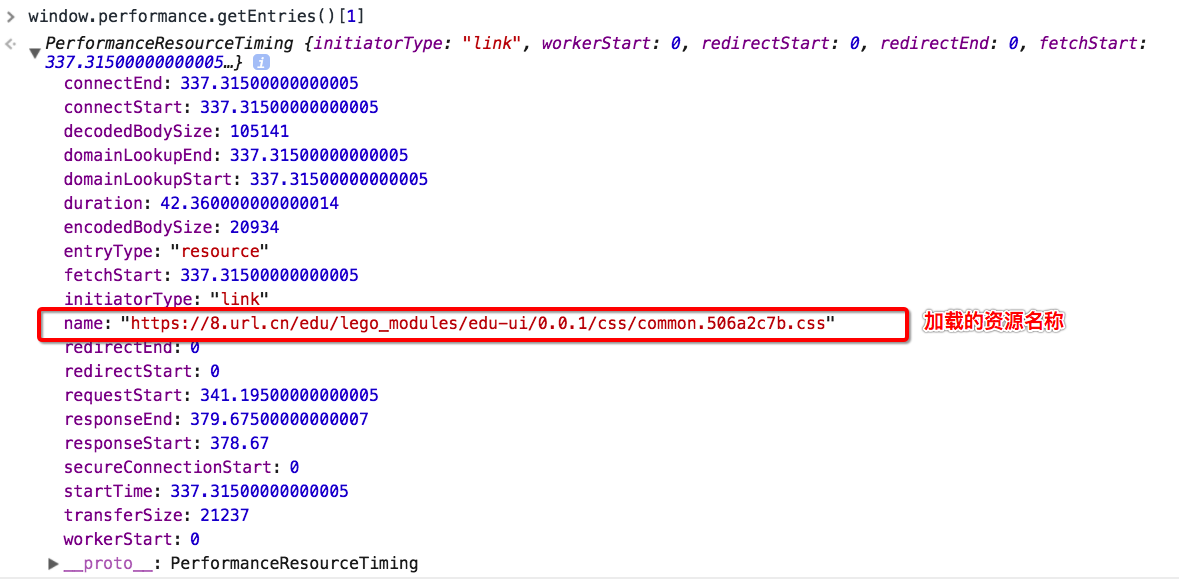 > window.performance.getEntries()[1]
PerformanceResourceTiming {initiatorType: "link", workerStart: 0, redirectStart: 0, redirectEnd: 0, fetchStart:
337.31500000000005…} i
connectEnd: 337.31500000000005
connectStart: 337.31500000000005
decodedBodySize: 105141
domainLookupEnd: 337.31500000000005
domainLookupStart: 337.31500000000005
duration: 42.360000000000014
encodedBodySize: 20934
entryType: "resource"
fetchStart: 337.31500000000005
initiatorType: "link"
name: "https://8.url.cn/edu/lego_modules/edu-ui/0.0.1/css/common.506a2c7b.css" 加载的资源名称
redirectEnd: 0
redirectStart: 0
requestStart: 341.19500000000005
responseEnd: 379.67500000000007
responseStart: 378.67
secureConnectionStart: 0
startTime: 337.31500000000005
transferSize: 21237
workerStart: 0
__proto__: PerformanceResourceTiming